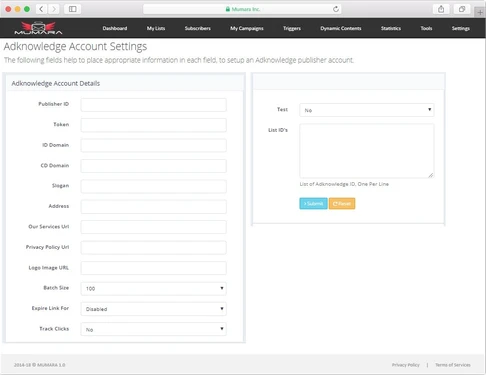 Mumara Inc.
MUMARA
Dashboard My Lists Subscribers My Campaigns Triggers Dynamic Contents Statistics Tools Settings
Adknowledge Account Settings
The following fields help to place appropriate information in each field, to setup an Adknowledge publisher account.
Adknowledge Account Details
Publisher ID
Token
ID Domain
CD Domain
Slogan
Address
Our Services Url
Privacy Policy Url
Logo Image URL
Batch Size 100
Expire Link For Disabled
Track Clicks No
Test No
List ID's
List of Adknowledge ID, One Per Line
Submit Reset
2014-15 © MUMARA 1.0 Privacy Policy | Terms of Services